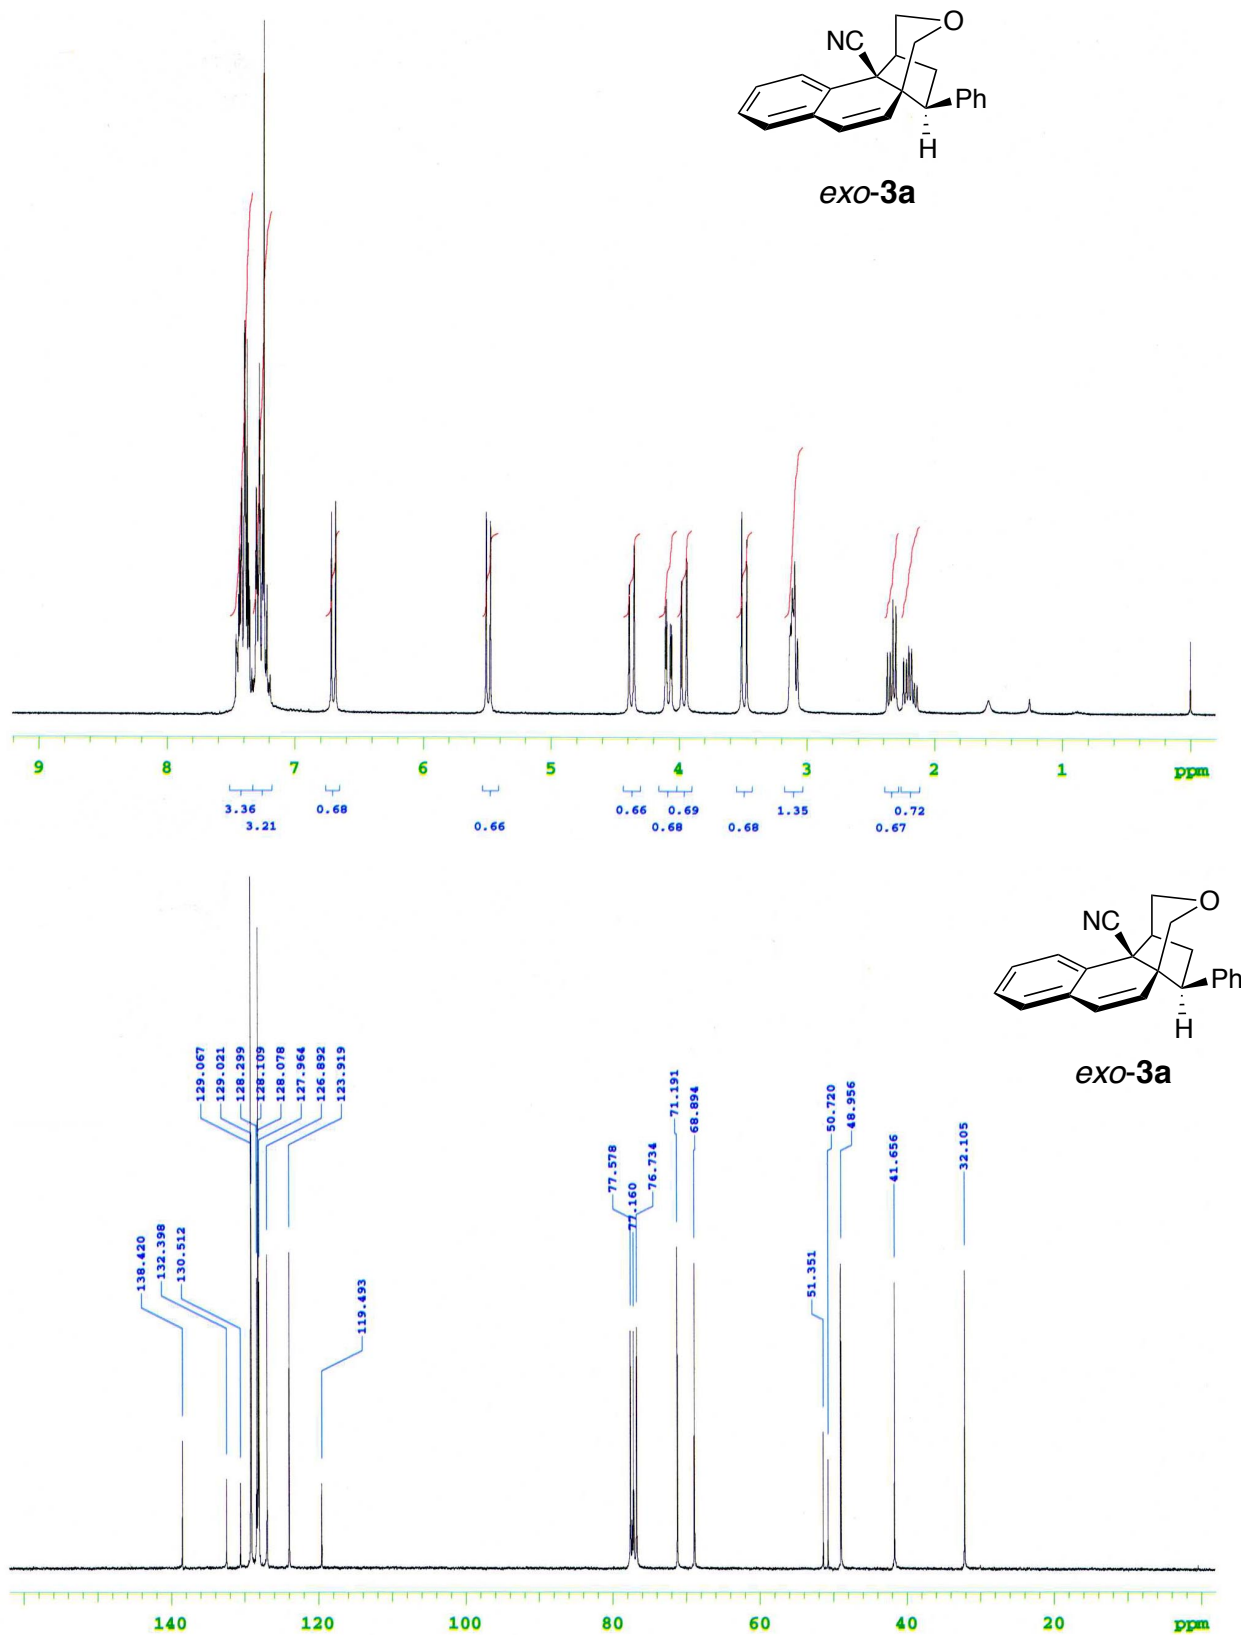 O
NC
Ph
H
exo-3a
9 8 7 6 5 4 3 2 1 ppm
3.36 0.68 0.66 0.69 1.35 0.72
3.21 0.66 0.68 0.68 0.67
O
NC
Ph
H
exo-3a
138.420
132.398
130.512
129.067
129.021
128.299
128.109
128.078
127.964
126.892
123.919
119.493
77.578
77.160
76.734
71.191
68.894
51.351
50.720
48.956
41.656
32.105
140 120 100 80 60 40 20 ppm